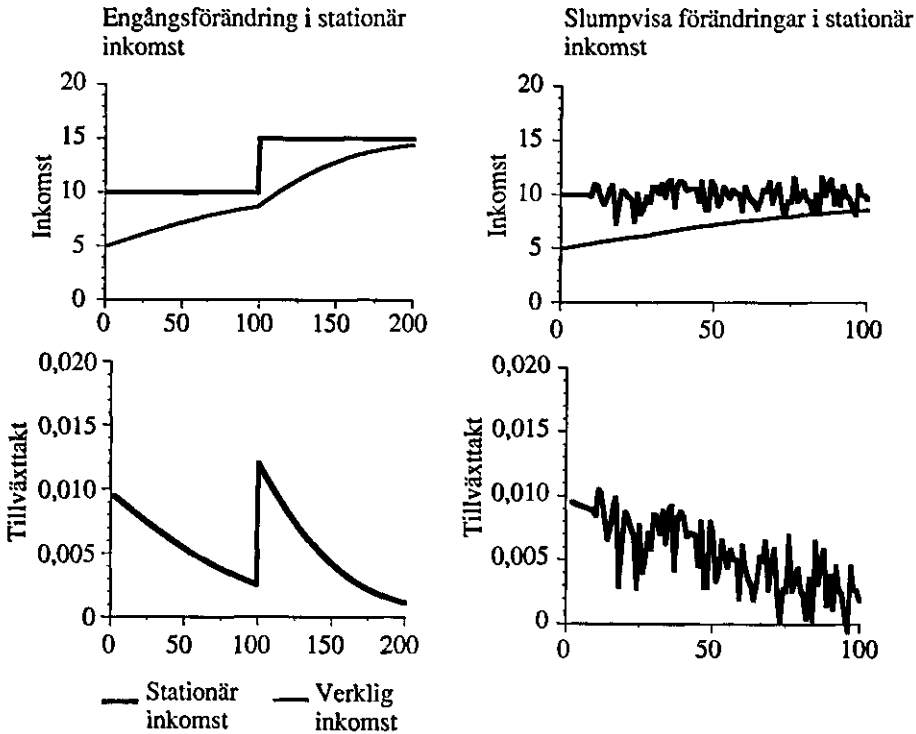 Engångsförändring i stationär
inkomst
Inkomst
20
15
10
5
0
0 50 100 150 200
Slumpvisa förändringar i stationär
inkomst
Inkomst
20
15
10
5
0
0 50 100
Tillväxttakt
0,020
0,015
0,010
0,005
0
0 50 100 150 200
Tillväxttakt
0,020
0,015
0,010
0,005
0
0 50 100
Stationär
inkomst
Verklig
inkomst